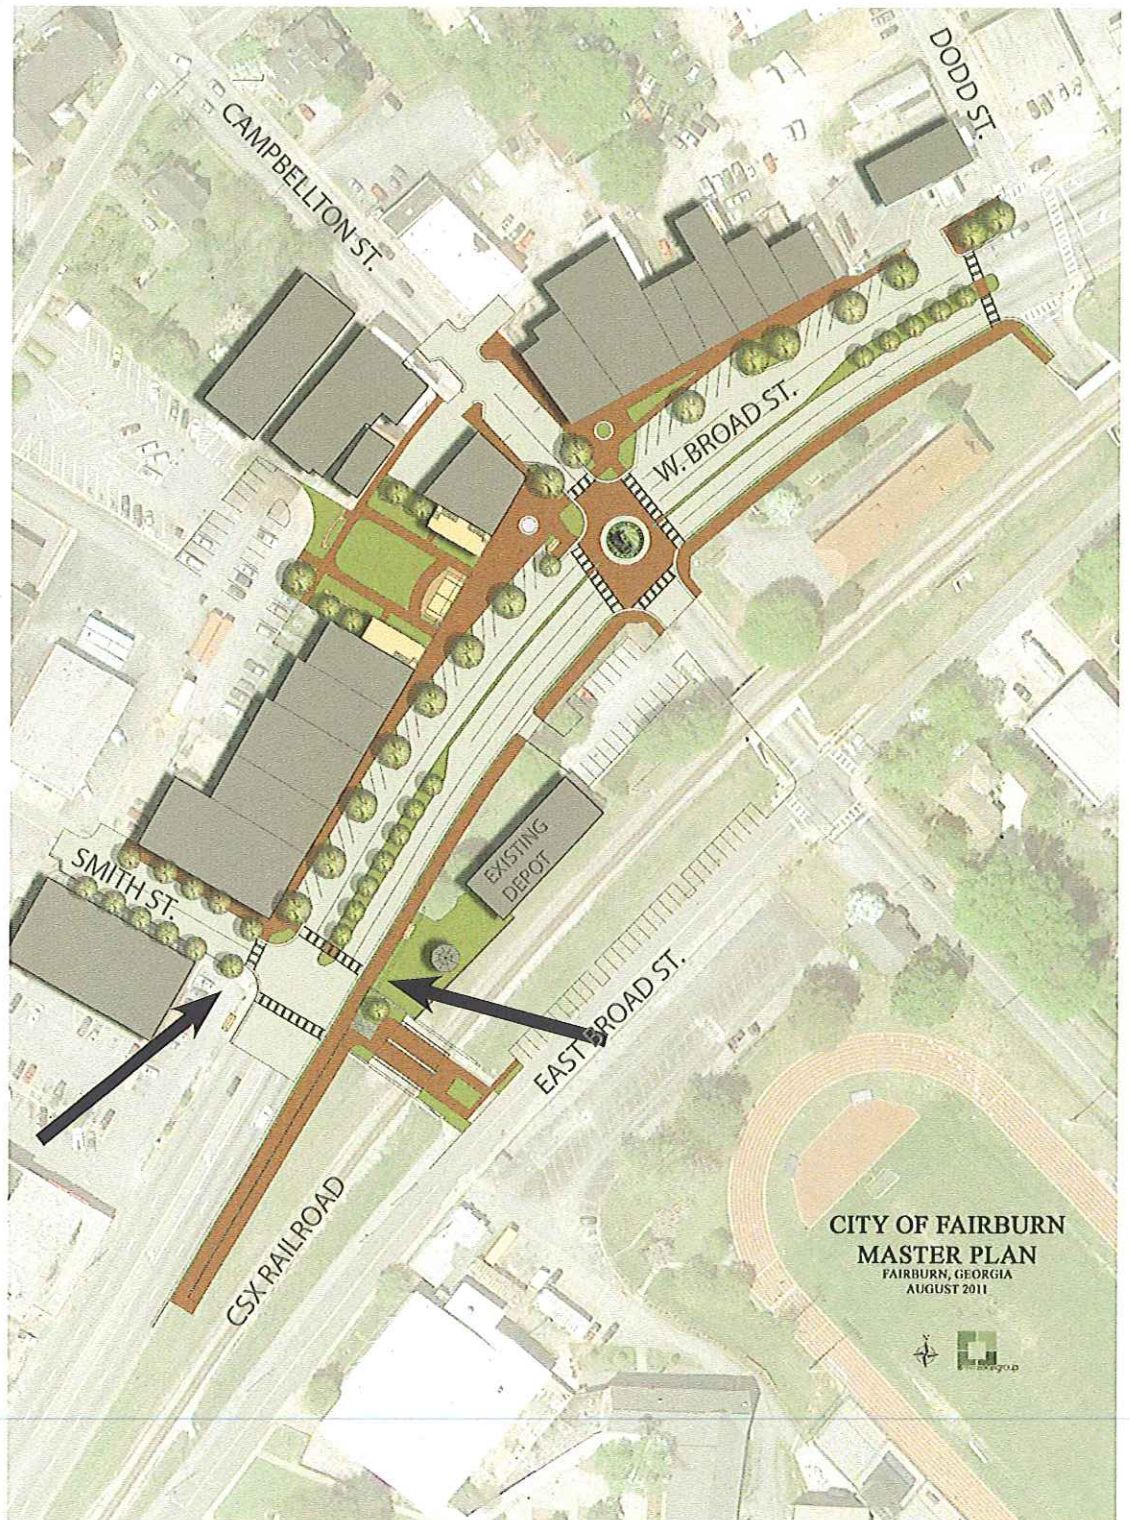 DODD ST.
CAMPBELLTON ST.
W. BROAD ST.
EXISTING
DEPOT
SMITH ST.
EAST BROAD ST.
CSX RAILROAD
CITY OF FAIRBURN
MASTER PLAN
FAIRBURN, GEORGIA
AUGUST 2011
N